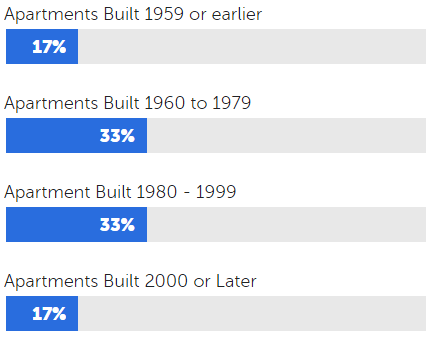 Apartments Built 1959 or earlier
17%
Apartments Built 1960 to 1979
33%
Apartment Built 1980 - 1999
33%
Apartments Built 2000 or Later
17%